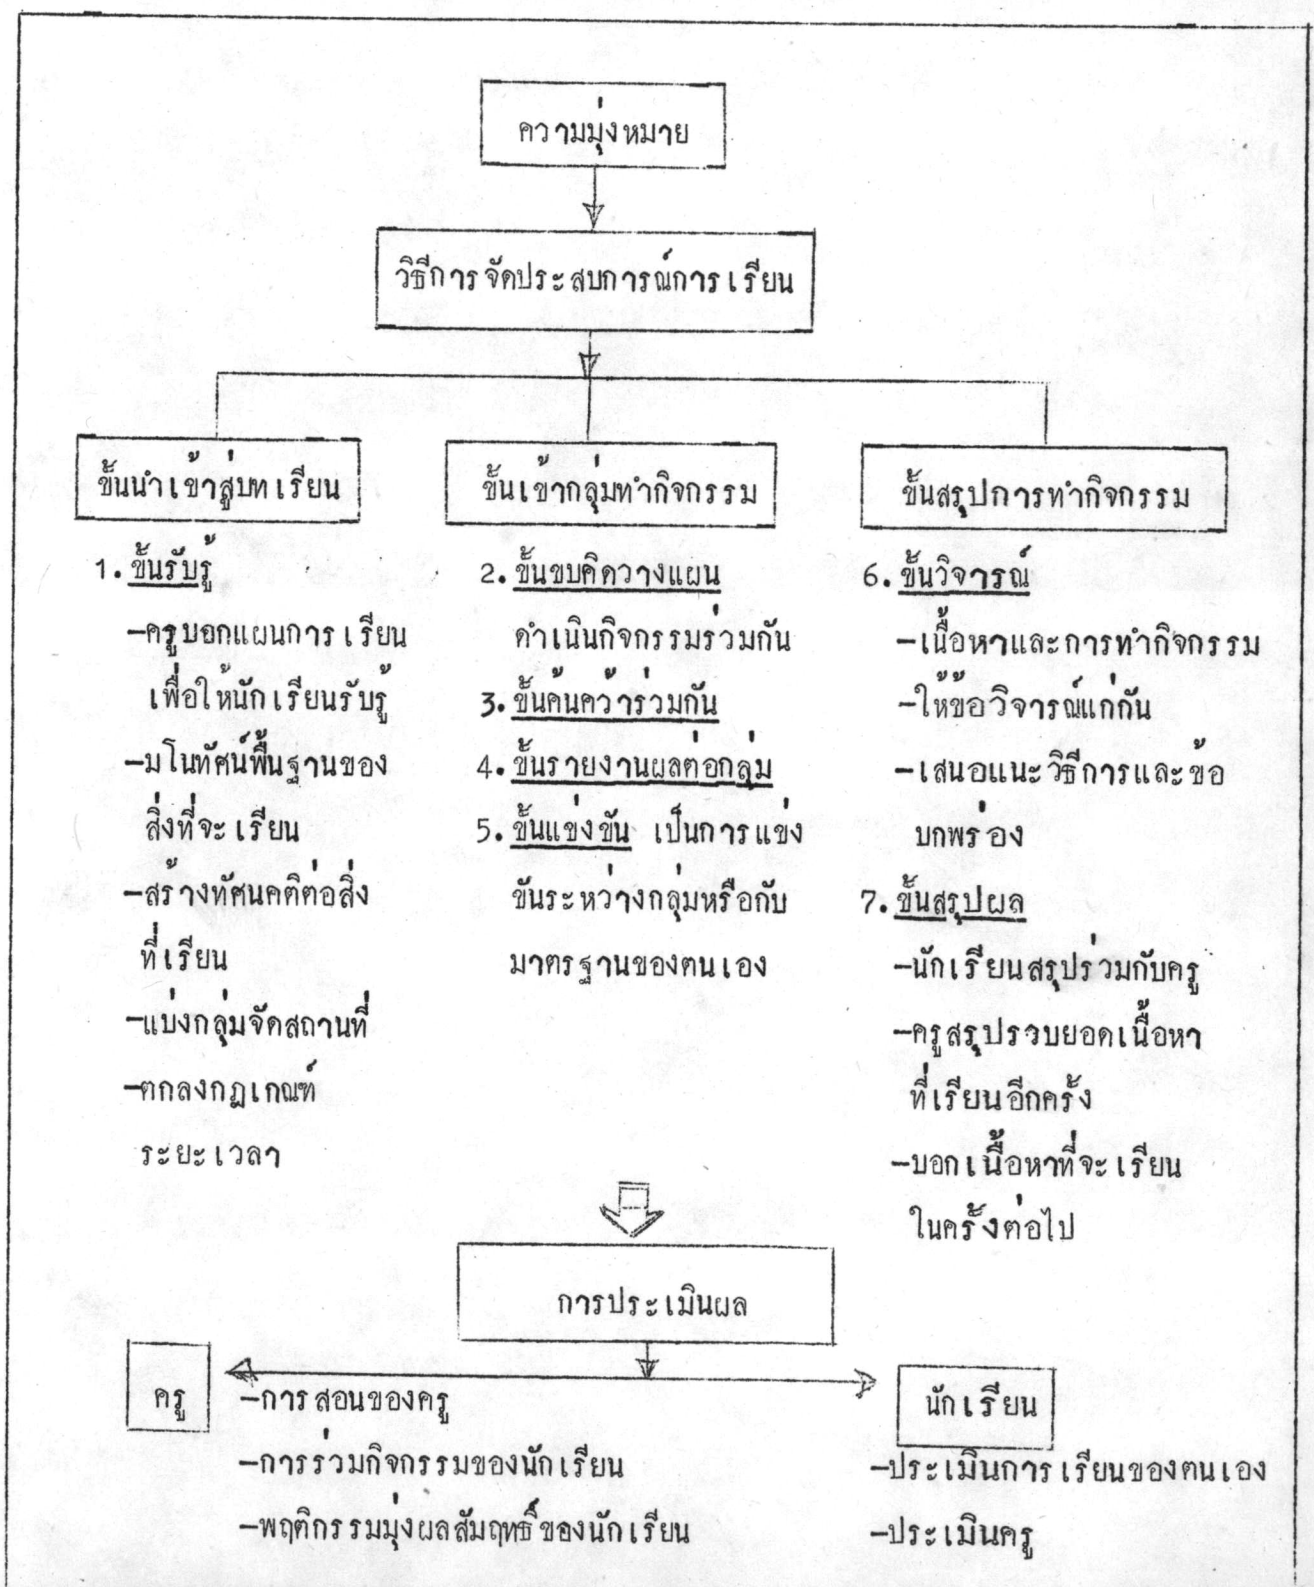 ความมุ่งหมาย
วิธีการจัดประสบการณ์การเรียน
ขั้นนำเข้าสู่บทเรียน
1. ขั้นรับรู้
-ครูบอกแผนการเรียน
เพื่อให้นักเรียนรับรู้
-มโนทัศน์พื้นฐานของ
สิ่งที่จะเรียน
-สร้างทัศนคติต่อสิ่ง
ที่เรียน
-แบ่งกลุ่มจัดสถานที่
-ตกลงกฎเกณฑ์
ระยะเวลา
ขั้นเข้ากลุ่มทำกิจกรรม
2. ขั้นขบคิดวางแผน
ดำเนินกิจกรรมร่วมกัน
3. ขั้นค้นคว้าร่วมกัน
4. ขั้นรายงานผลต่อกลุ่ม
5. ขั้นแข่งขัน เป็นการแข่ง
ขันระหว่างกลุ่มหรือกับ
มาตรฐานของตนเอง
ขั้นสรุปการทำกิจกรรม
6. ขั้นวิจารณ์
-เนื้อหาและการทำกิจกรรม
-ให้ข้อวิจารณ์แก่กัน
-เสนอแนะวิธีการและข้อ
บกพร่อง
7. ขั้นสรุปผล
-นักเรียนสรุปร่วมกับครู
-ครูสรุปรวบยอดเนื้อหา
ที่เรียนอีกครั้ง
-บอกเนื้อหาที่จะเรียน
ในครั้งต่อไป
การประเมินผล
ครู
-การสอนของครู
-การร่วมกิจกรรมของนักเรียน
-พฤติกรรมมุ่งผลสัมฤทธิ์ของนักเรียน
นักเรียน
-ประเมินการเรียนของตนเอง
-ประเมินครู